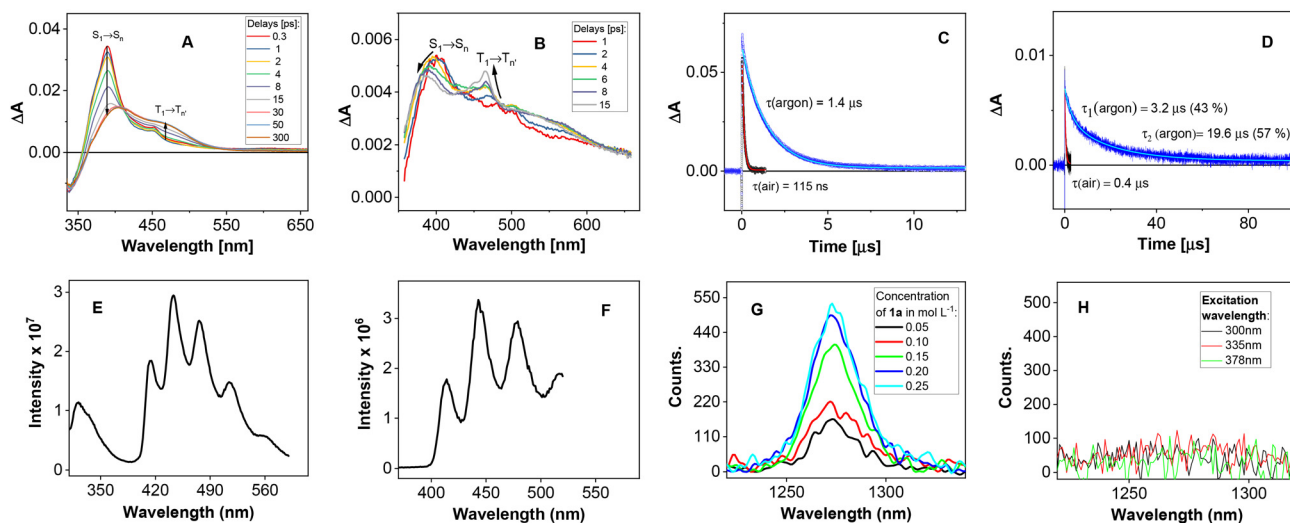 A
Delays [ps]:
0.3
1
2
4
8
15
30
50
300
S₁→Sₙ
T₁→Tₙ'
0.04
0.02
0.00
ΔA
350
450
550
650
Wavelength [nm]
B
Delays [ps]:
1
2
4
6
8
15
S₁→Sₙ
T₁→Tₙ'
0.006
0.004
0.002
0.000
ΔA
400
500
600
Wavelength [nm]
C
τ(argon) = 1.4 μs
τ(air) = 115 ns
0.05
0.00
ΔA
0
5
10
Time [μs]
D
τ₁(argon) = 3.2 μs (43 %)
τ₂ (argon)= 19.6 μs (57 %)
τ(air) = 0.4 μs
0.01
0.00
ΔA
0
40
80
Time [μs]
E
3
2
1
0
Intensity x 10⁷
350
420
490
560
Wavelength (nm)
F
3
2
1
0
Intensity x 10⁶
400
450
500
550
Wavelength (nm)
G
Concentration
of 1a in mol L⁻¹:
0.05
0.10
0.15
0.20
0.25
550
440
330
220
110
0
Counts.
1250
1300
Wavelength (nm)
H
Excitation
wavelength:
300nm
335nm
378nm
500
400
300
200
100
0
Counts.
1250
1300
Wavelength (nm)